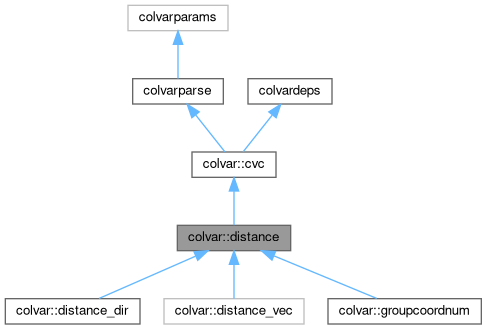 colvarparams
colvarparse
colvardeps
colvar::cvc
colvar::distance
colvar::distance_dir
colvar::distance_vec
colvar::groupcoordnum